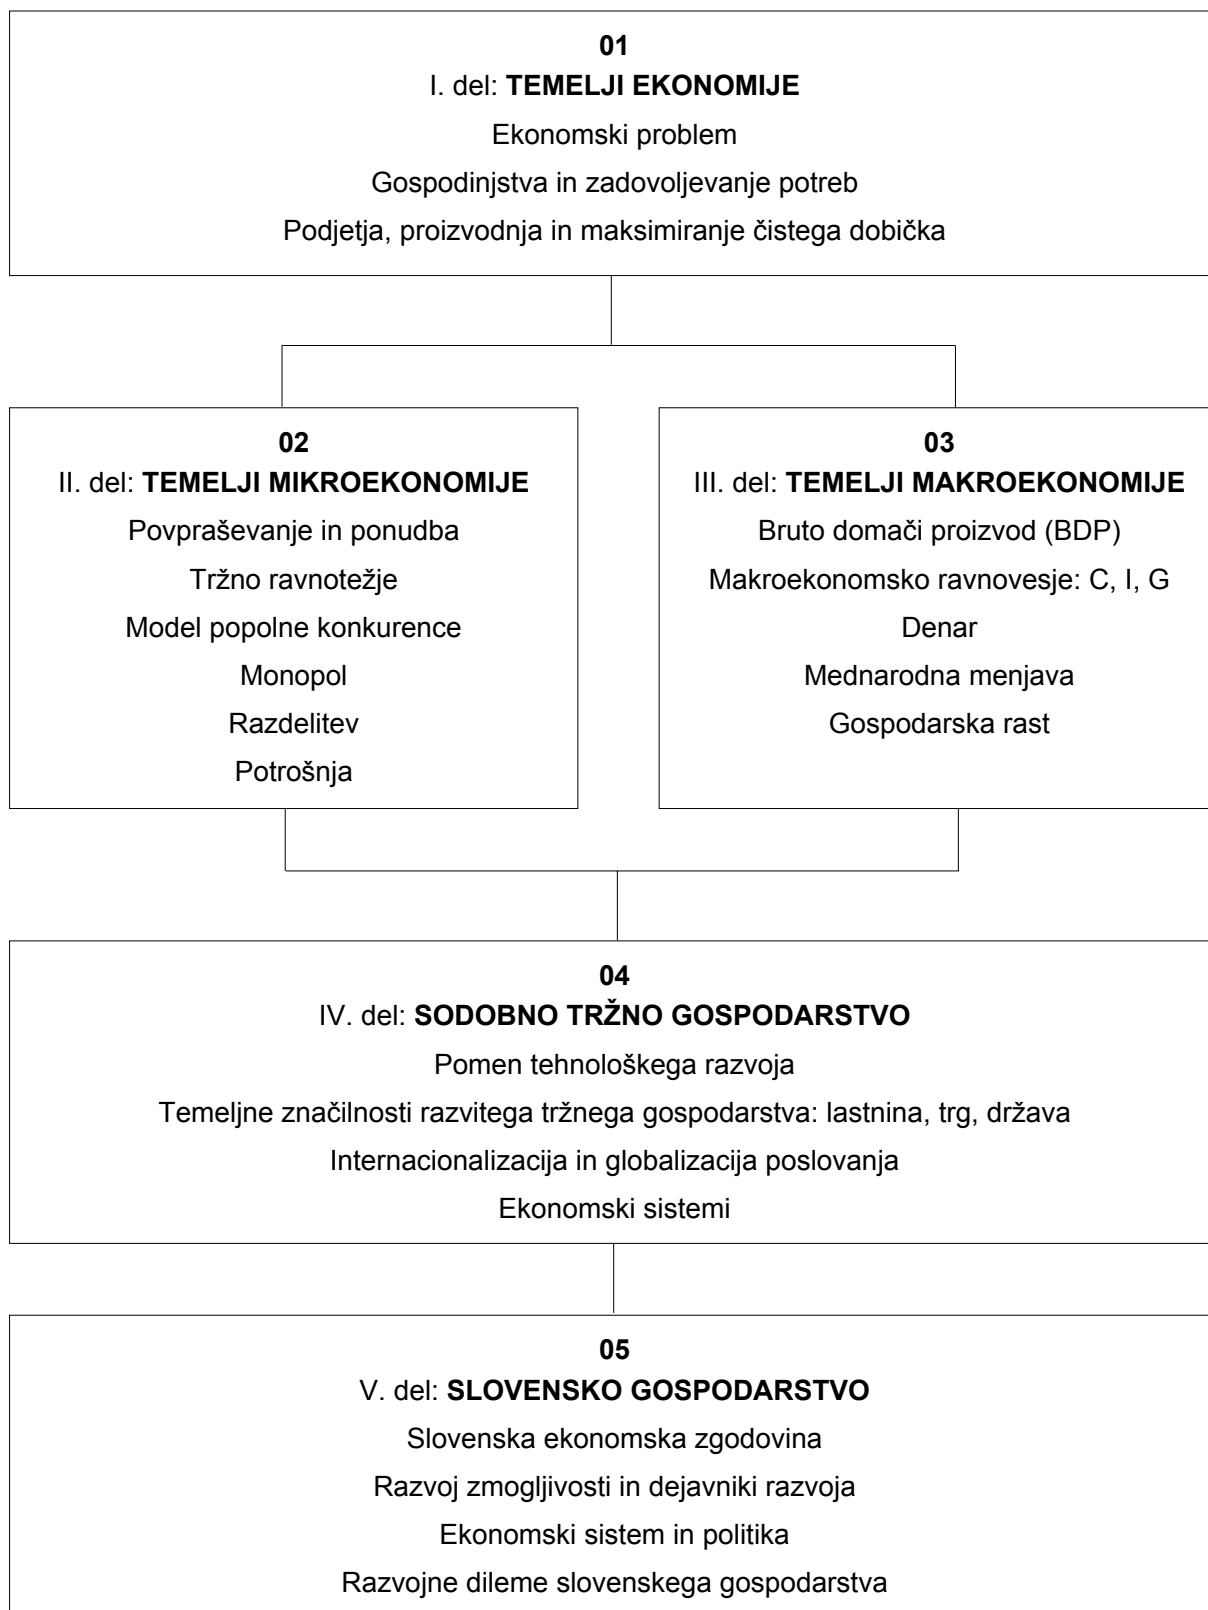 01
I. del: TEMELJI EKONOMIJE
Ekonomski problem
Gospodinjstva in zadovoljevanje potreb
Podjetja, proizvodnja in maksimiranje čistega dobička
02
II. del: TEMELJI MIKROEKONOMIJE
Povpraševanje in ponudba
Tržno ravnotežje
Model popolne konkurence
Monopol
Razdelitev
Potrošnja
03
III. del: TEMELJI MAKROEKONOMIJE
Bruto domači proizvod (BDP)
Makroekonomsko ravnovesje: C, I, G
Denar
Mednarodna menjava
Gospodarska rast
04
IV. del: SODOBNO TRŽNO GOSPODARSTVO
Pomen tehnološkega razvoja
Temeljne značilnosti razvitega tržnega gospodarstva: lastnina, trg, država
Internacionalizacija in globalizacija poslovanja
Ekonomski sistemi
05
V. del: SLOVENSKO GOSPODARSTVO
Slovenska ekonomska zgodovina
Razvoj zmogljivosti in dejavniki razvoja
Ekonomski sistem in politika
Razvojne dileme slovenskega gospodarstva